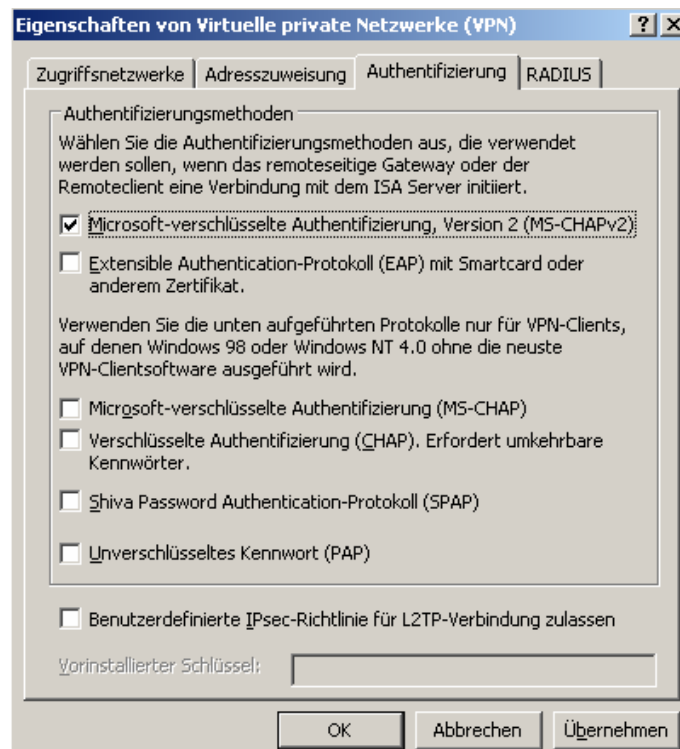 Eigenschaften von Virtuelle private Netzwerke (VPN)
Zugriffsnetzwerke Adresszuweisung Authentifizierung RADIUS
Authentifizierungsmethoden
Wählen Sie die Authentifizierungsmethoden aus, die verwendet
werden sollen, wenn das remoteseitige Gateway oder der
Remoteclient eine Verbindung mit dem ISA Server initiiert.
Microsoft-verschlüsselte Authentifizierung, Version 2 (MS-CHAPv2)
Extensible Authentication-Protokoll (EAP) mit Smartcard oder
anderem Zertifikat.
Verwenden Sie die unten aufgeführten Protokolle nur für VPN-Clients,
auf denen Windows 98 oder Windows NT 4.0 ohne die neuste
VPN-Clientsoftware ausgeführt wird.
Microsoft-verschlüsselte Authentifizierung (MS-CHAP)
Verschlüsselte Authentifizierung (CHAP). Erfordert umkehrbare
Kennwörter.
Shiva Password Authentication-Protokoll (SPAP)
Unverschlüsseltes Kennwort (PAP)
Benutzerdefinierte IPsec-Richtlinie für L2TP-Verbindung zulassen
Vorinstallierter Schlüssel:
OK Abbrechen Übernehmen